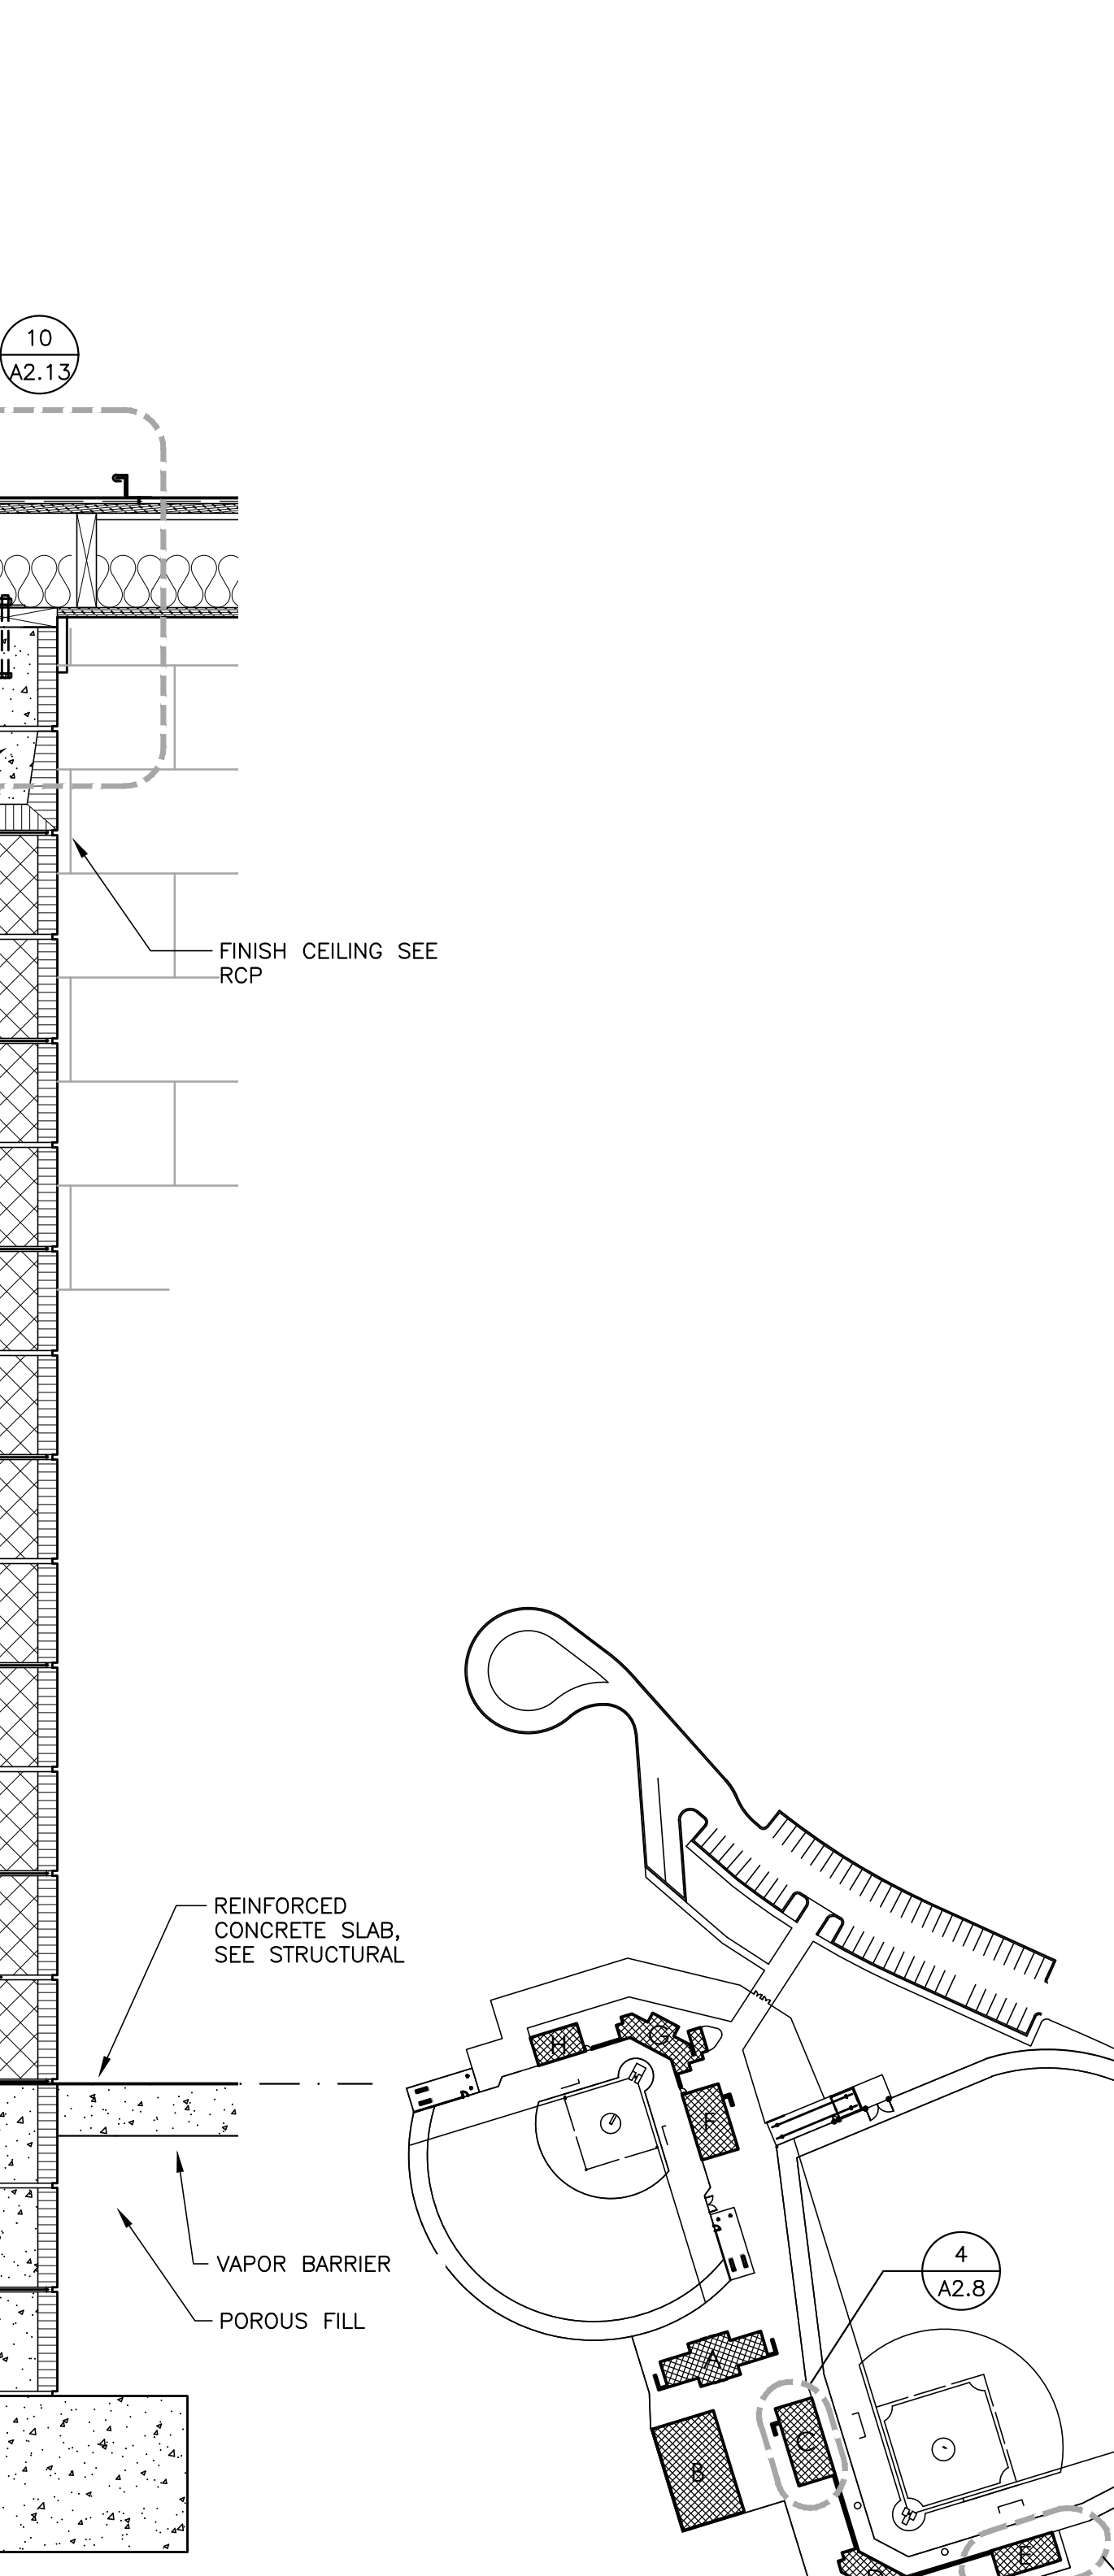 10
A2.13
FINISH CEILING SEE
RCP
REINFORCED
CONCRETE SLAB,
SEE STRUCTURAL
H
G
F
VAPOR BARRIER
POROUS FILL
4
A2.8
A
C
B
E